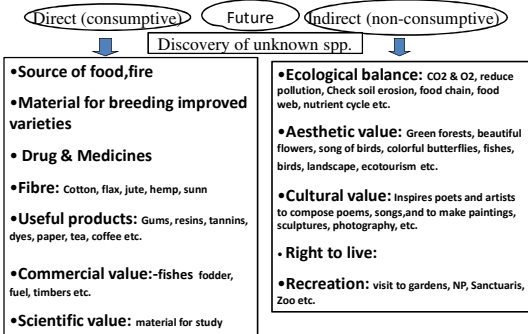 Direct (consumptive)
Future
Indirect (non-consumptive)
Discovery of unknown spp.
•Source of food,fire
•Material for breeding improved
varieties
• Drug & Medicines
•Fibre: Cotton, flax, jute, hemp, sunn
•Useful products: Gums, resins, tannins,
dyes, paper, tea, coffee etc.
•Commercial value:-fishes fodder,
fuel, timbers etc.
•Scientific value: material for study
•Ecological balance: CO2 & O2, reduce
pollution, Check soil erosion, food chain, food
web, nutrient cycle etc.
•Aesthetic value: Green forests, beautiful
flowers, song of birds, colorful butterflies, fishes,
birds, landscape, ecotourism etc.
•Cultural value: Inspires poets and artists
to compose poems, songs,and to make paintings,
sculptures, photography, etc.
• Right to live:
•Recreation: visit to gardens, NP, Sanctuaris,
Zoo etc.